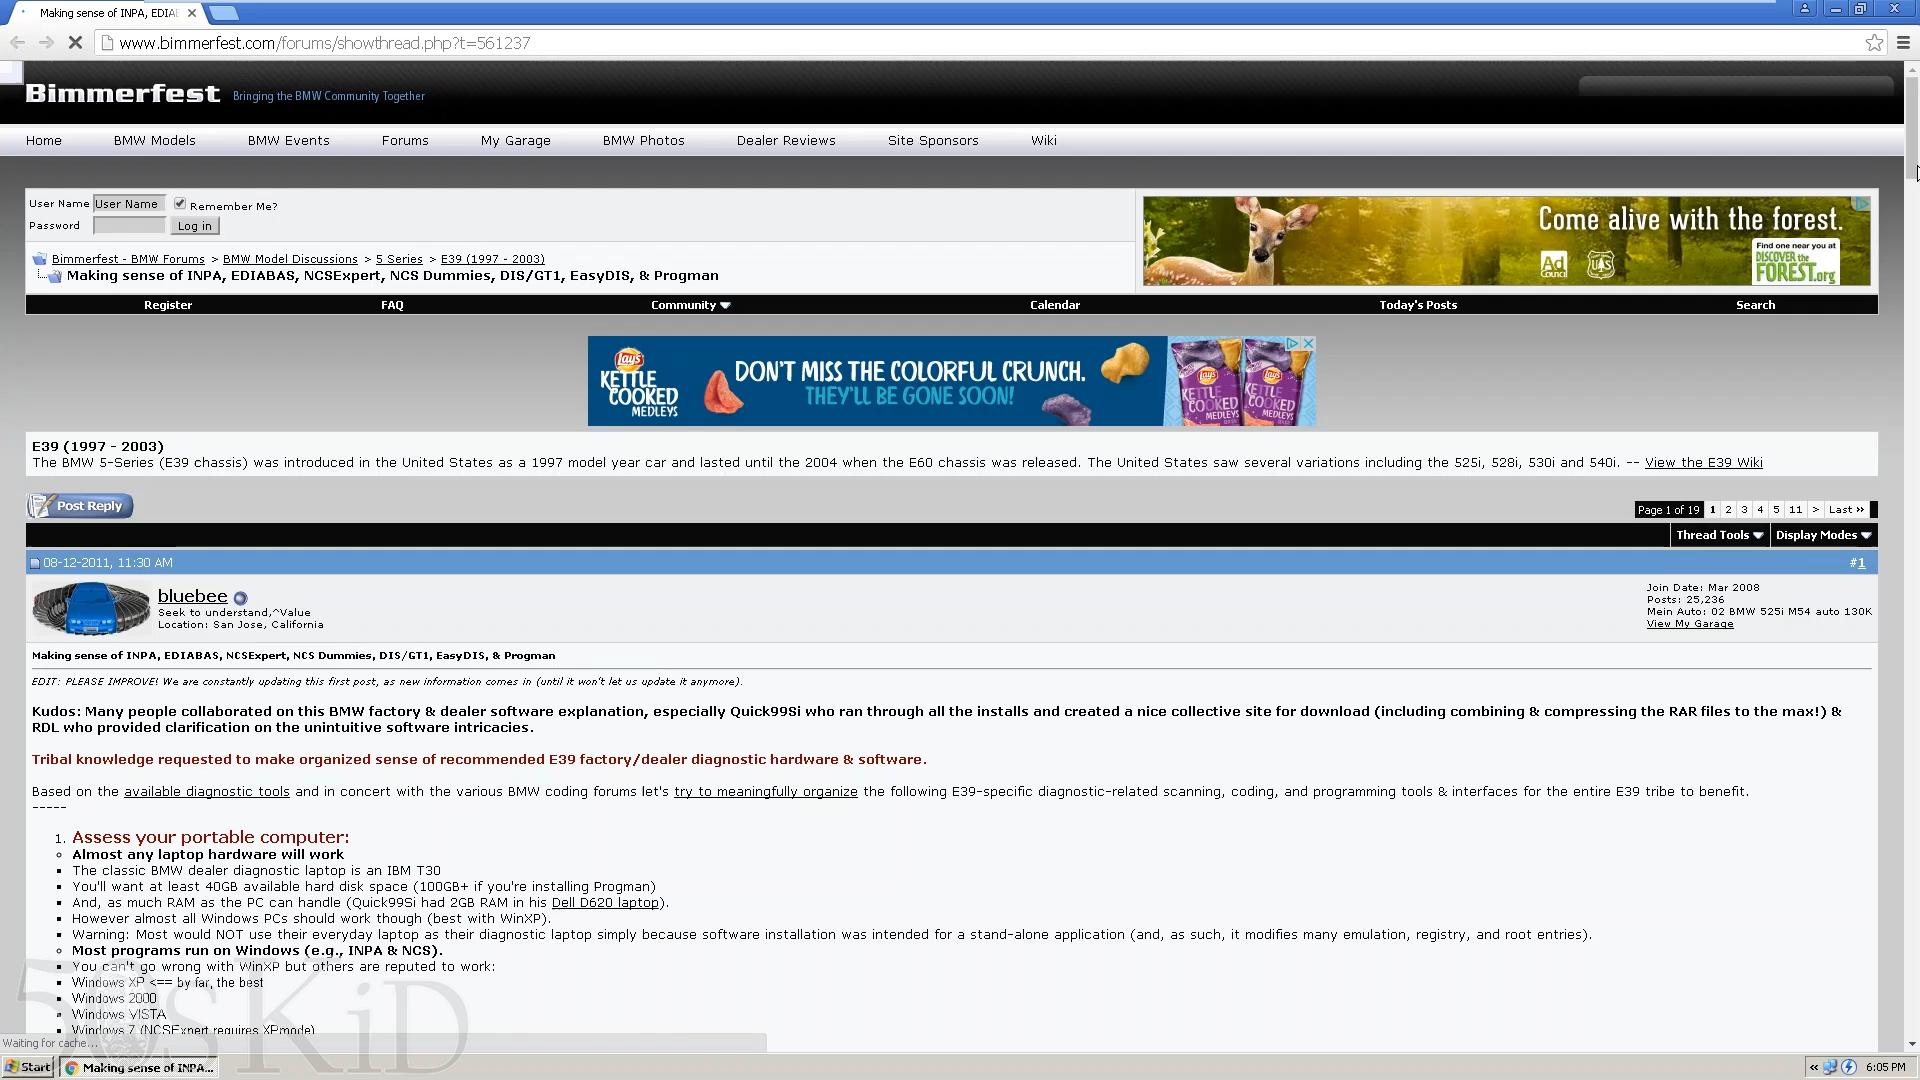 Making sense of INPA, EDIAB
www.bimmerfest.com/forums/showthread.php?t=561237
Bimmerfest Bringing the BMW Community Together
Home BMW Models BMW Events Forums My Garage BMW Photos Dealer Reviews Site Sponsors Wiki
User Name User Name Remember Me?
Password Log in
Come alive with the forest.
Ad Council
Find one near you at
DISCOVER the FOREST.org
Bimmerfest - BMW Forums > BMW Model Discussions > 5 Series > E39 (1997 - 2003)
Making sense of INPA, EDIABAS, NCSExpert, NCS Dummies, DIS/GT1, EasyDIS, & Progman
Register FAQ Community Calendar Today's Posts Search
Lay's
KETTLE COOKED MEDLEYS
DON'T MISS THE COLORFUL CRUNCH.
THEY'LL BE GONE SOON!
Lay's Lay's
KETTLE COOKED MEDLEYS KETTLE COOKED MEDLEYS
E39 (1997 - 2003)
The BMW 5-Series (E39 chassis) was introduced in the United States as a 1997 model year car and lasted until the 2004 when the E60 chassis was released. The United States saw several variations including the 525i, 528i, 530i and 540i. -- View the E39 Wiki
Post Reply
Page 1 of 19 1 2 3 4 5 11 > Last »
Thread Tools Display Modes
08-12-2011, 11:30 AM #1
bluebee
Seek to understand,^Value
Location: San Jose, California
Join Date: Mar 2008
Posts: 25,236
Mein Auto: 02 BMW 525i M54 auto 130K
View My Garage
Making sense of INPA, EDIABAS, NCSExpert, NCS Dummies, DIS/GT1, EasyDIS, & Progman
EDIT: PLEASE IMPROVE! We are constantly updating this first post, as new information comes in (until it won't let us update it anymore).
Kudos: Many people collaborated on this BMW factory & dealer software explanation, especially Quick99Si who ran through all the installs and created a nice collective site for download (including combining & compressing the RAR files to the max!) &
RDL who provided clarification on the unintuitive software intricacies.
Tribal knowledge requested to make organized sense of recommended E39 factory/dealer diagnostic hardware & software.
Based on the available diagnostic tools and in concert with the various BMW coding forums let's try to meaningfully organize the following E39-specific diagnostic-related scanning, coding, and programming tools & interfaces for the entire E39 tribe to benefit.
-----
1. Assess your portable computer:
Almost any laptop hardware will work
The classic BMW dealer diagnostic laptop is an IBM T30
You'll want at least 40GB available hard disk space (100GB+ if you're installing Progman)
And, as much RAM as the PC can handle (Quick99Si had 2GB RAM in his Dell D620 laptop).
However almost all Windows PCs should work though (best with WinXP).
Warning: Most would NOT use their everyday laptop as their diagnostic laptop simply because software installation was intended for a stand-alone application (and, as such, it modifies many emulation, registry, and root entries).
Most programs run on Windows (e.g., INPA & NCS).
You can't go wrong with WinXP but others are reputed to work:
Windows XP <== by far, the best
Windows 2000
Windows VISTA
Windows 7 (NCSExpert requires XPmode)
50sKiD
Waiting for cache...
Start Making sense of INPA... « 6:05 PM